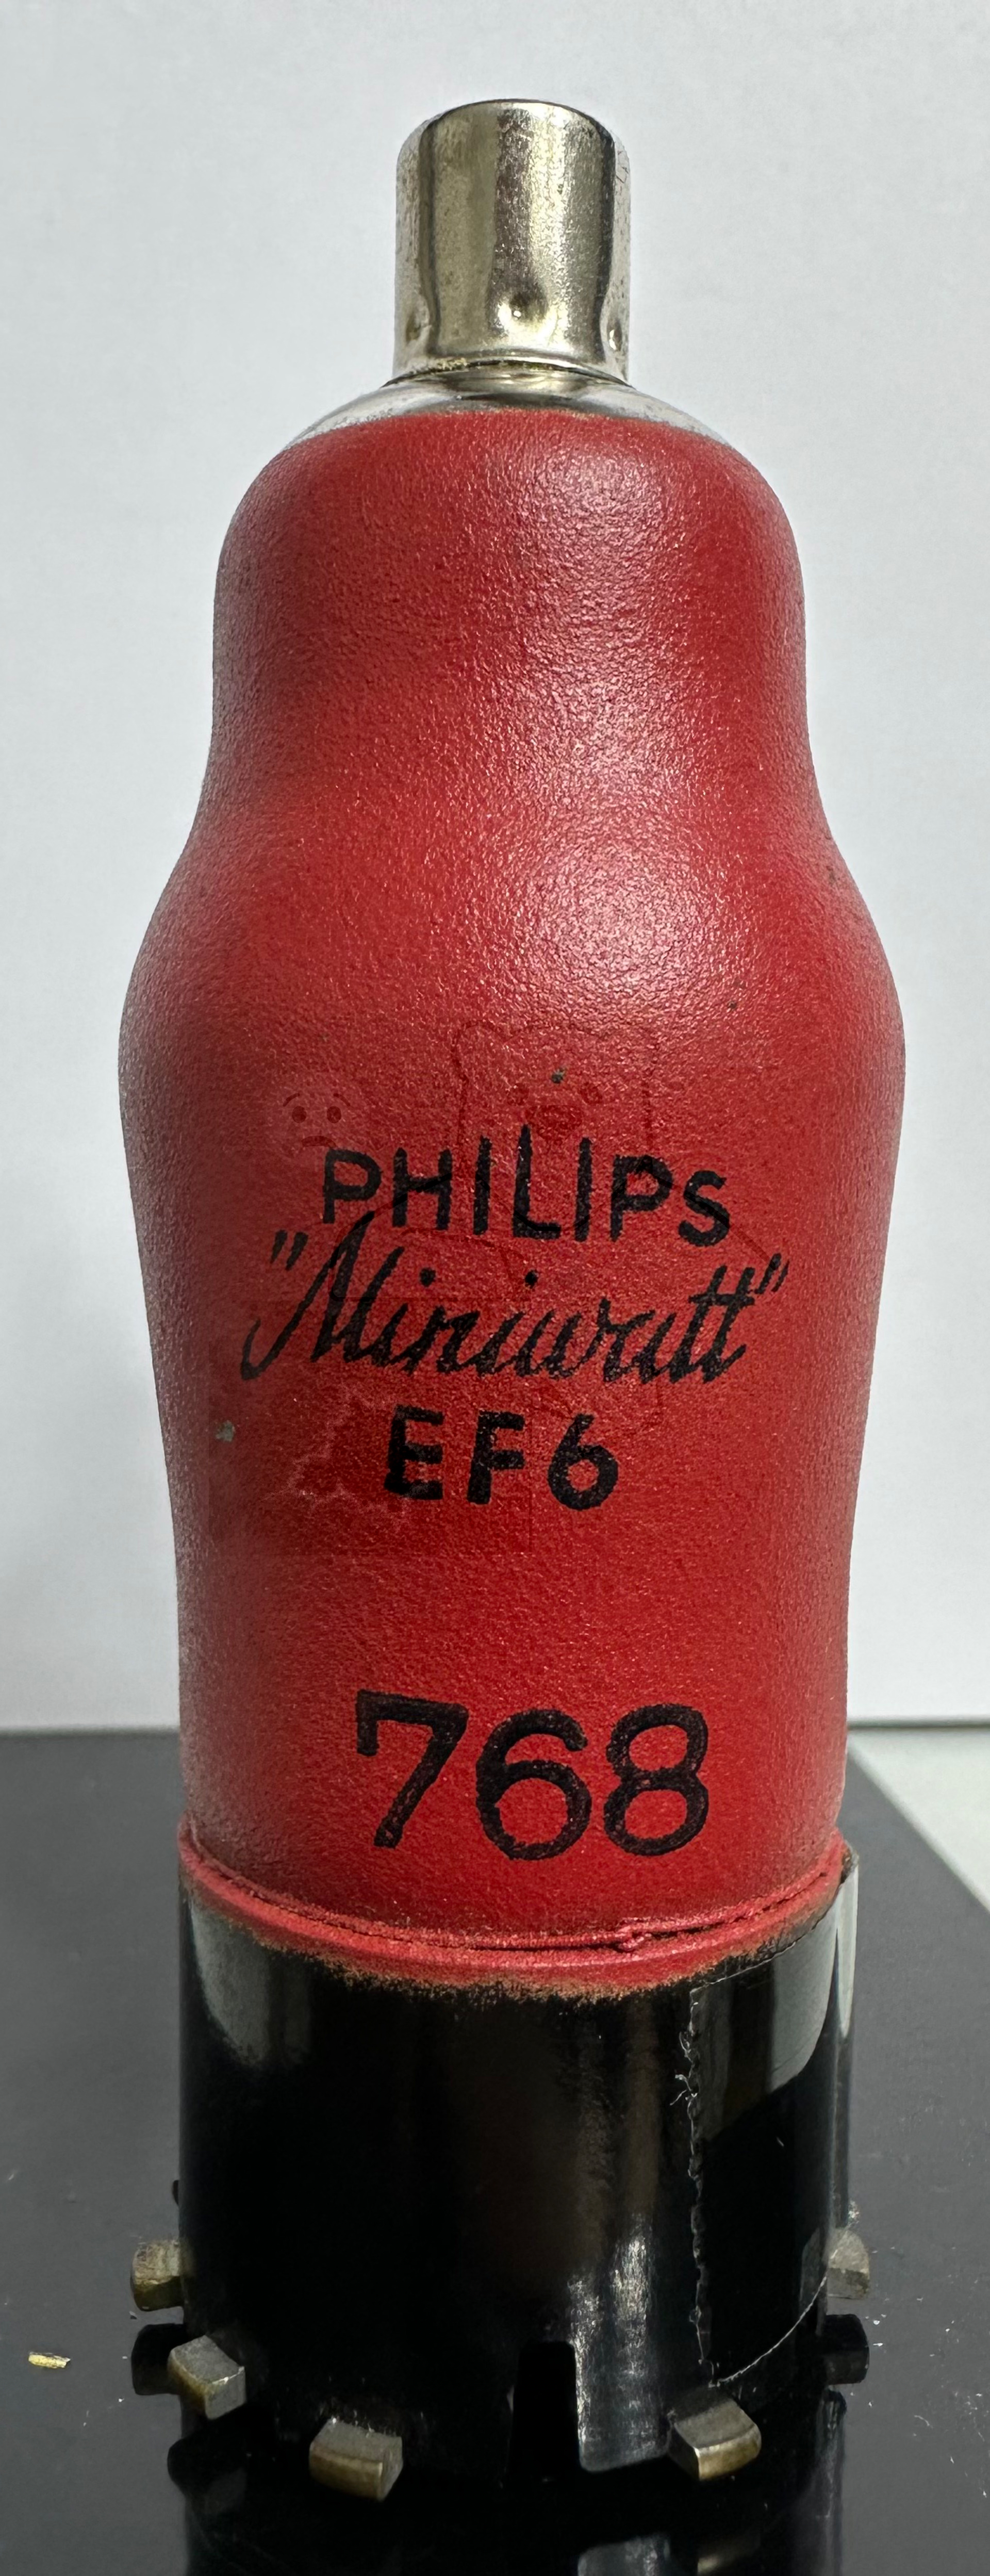 PHILIPS
"Miniwatt"
EF6
768